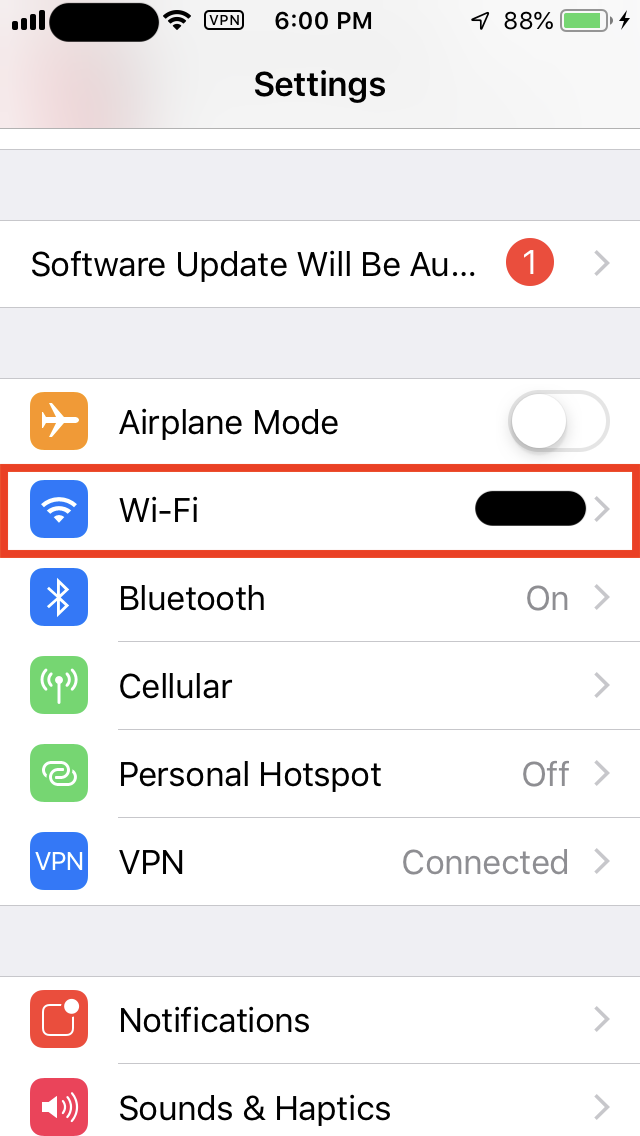 VPN 6:00 PM 88%
Settings
Software Update Will Be Au... 1
Airplane Mode
Wi-Fi
Bluetooth On
Cellular
Personal Hotspot Off
VPN VPN Connected
Notifications
Sounds & Haptics